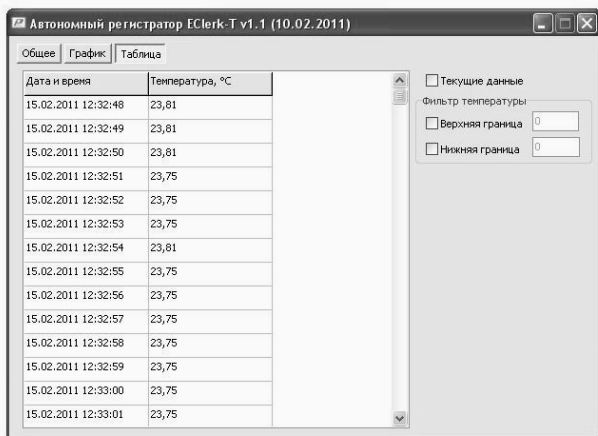 Автономный регистратор EClerk-T v1.1 (10.02.2011)
Общее График Таблица
Дата и время Температура, °C
15.02.2011 12:32:48 23,81
15.02.2011 12:32:49 23,81
15.02.2011 12:32:50 23,81
15.02.2011 12:32:51 23,75
15.02.2011 12:32:52 23,75
15.02.2011 12:32:53 23,75
15.02.2011 12:32:54 23,81
15.02.2011 12:32:55 23,75
15.02.2011 12:32:56 23,75
15.02.2011 12:32:57 23,75
15.02.2011 12:32:58 23,75
15.02.2011 12:32:59 23,75
15.02.2011 12:33:00 23,75
15.02.2011 12:33:01 23,75
Текущие данные
Фильтр температуры
Верхняя граница 0
Нижняя граница 0